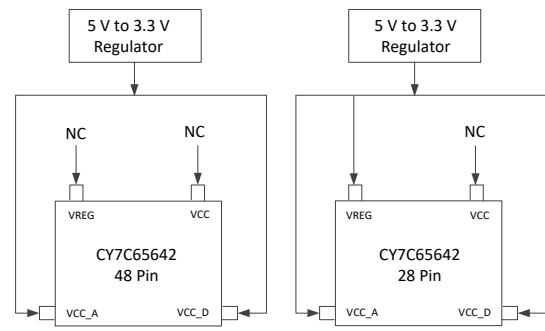 5 V to 3.3 V
Regulator
NC
NC
VREG
VCC
CY7C65642
48 Pin
VCC_A
VCC_D
5 V to 3.3 V
Regulator
NC
VREG
VCC
CY7C65642
28 Pin
VCC_A
VCC_D